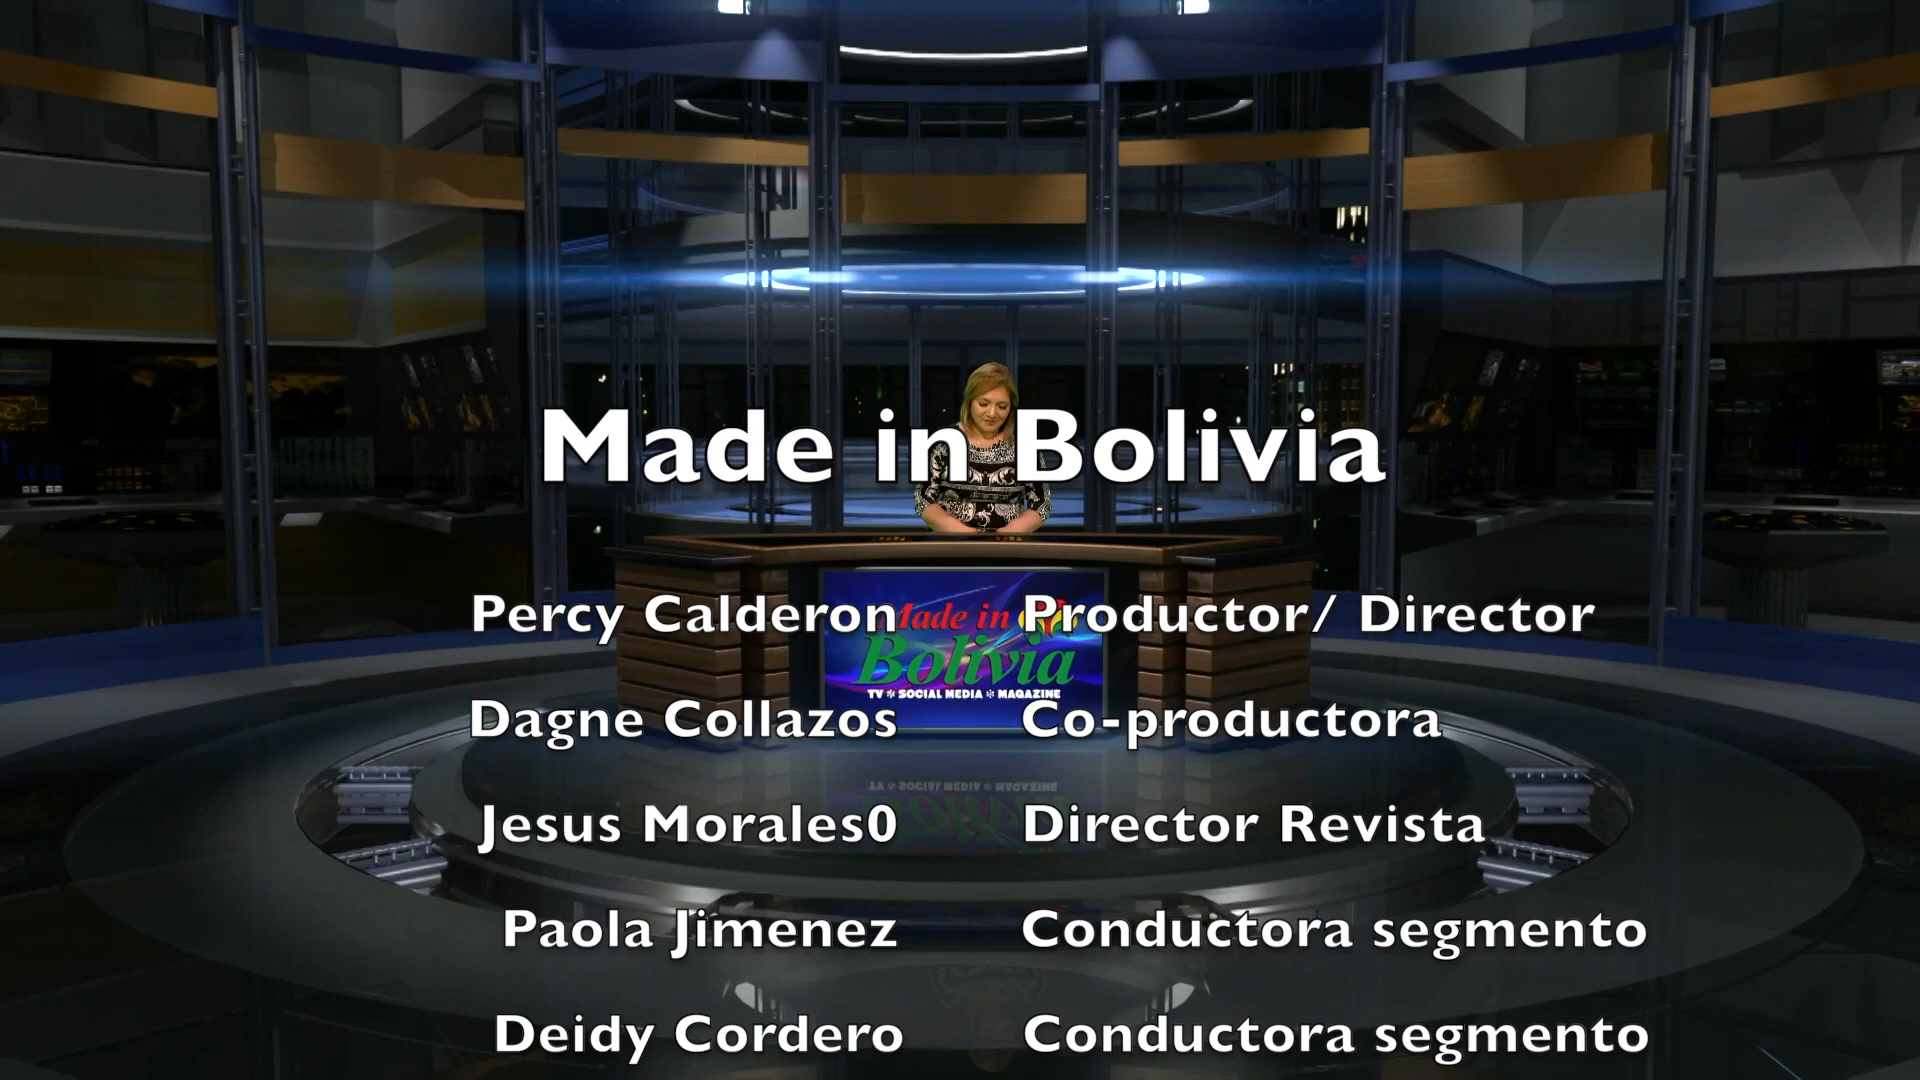 Made in Bolivia
Percy Calderon Productor/ Director
Made in
Bolivia
TV * SOCIAL MEDIA * MAGAZINE
Dagne Collazos Co-productora
Jesus Morales0 Director Revista
Paola Jimenez Conductora segmento
Deidy Cordero Conductora segmento